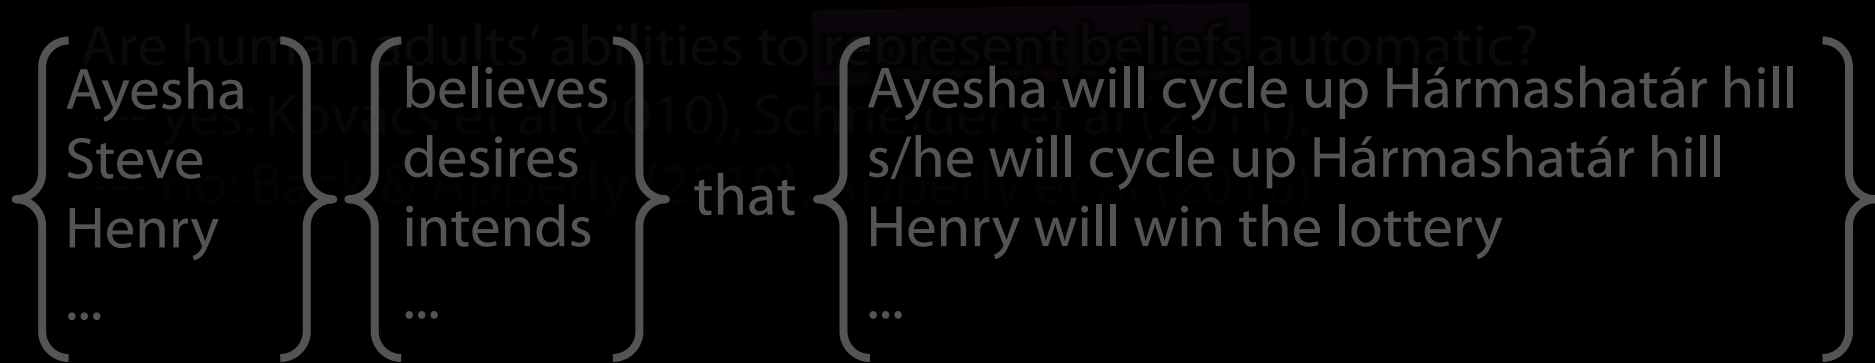 Are human adults' abilities to represent beliefs automatic?
--- yes: Kovács et al (2010), Schneider et al (2011).
--- no: Back & Apperly (2010), Apperly et al (2010).
Ayesha
Steve
Henry
...
believes
desires
intends
...
that
Ayesha will cycle up Hármashatár hill
s/he will cycle up Hármashatár hill
Henry will win the lottery
...